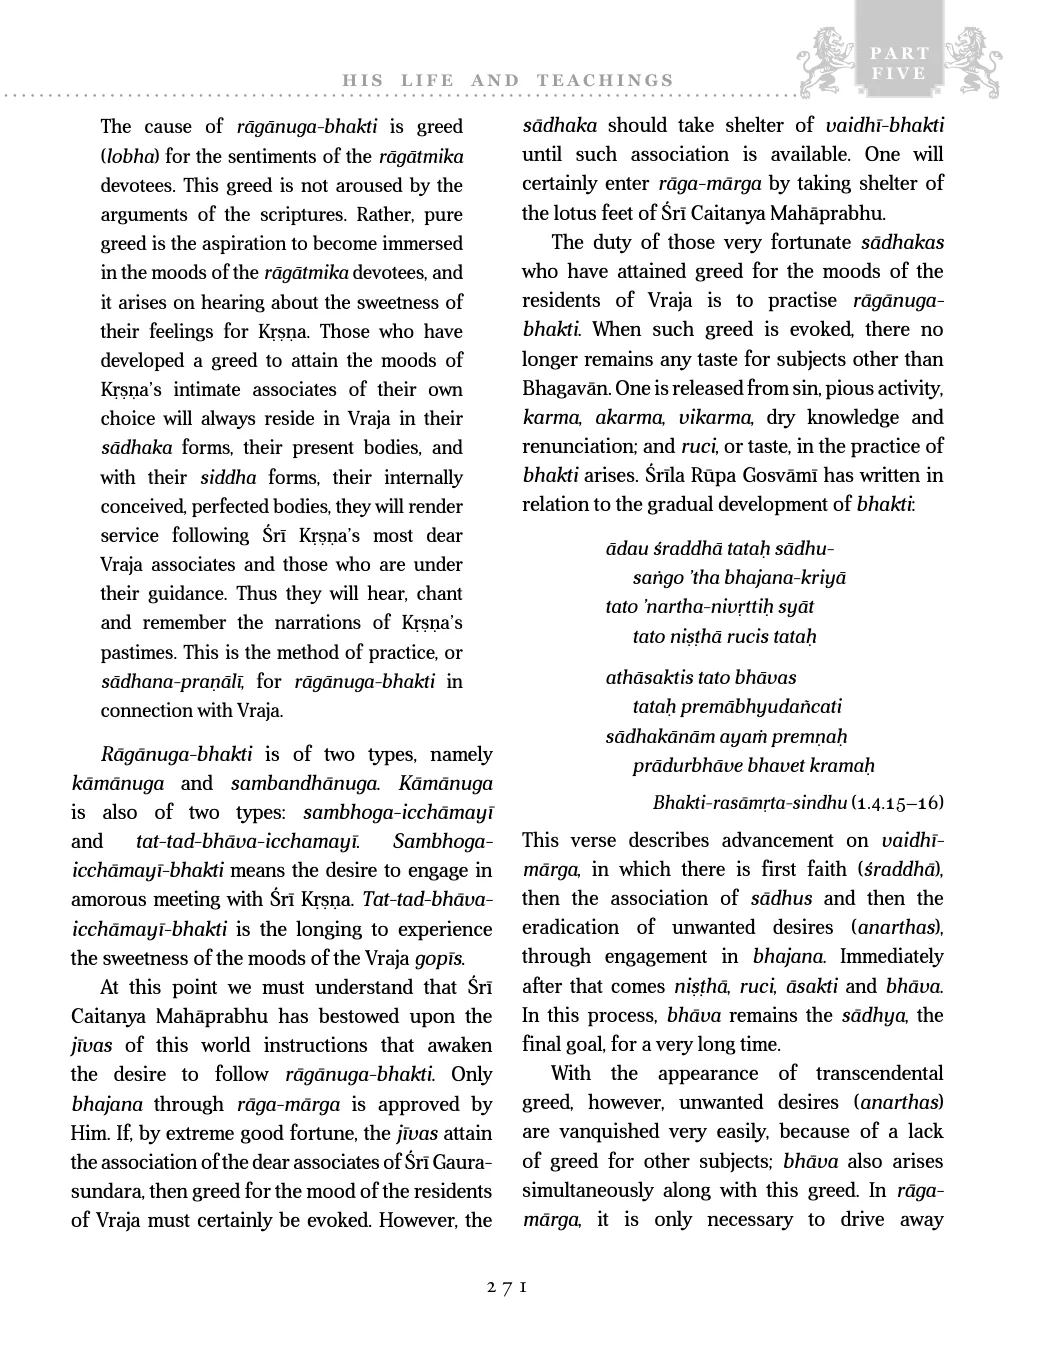 HIS LIFE AND TEACHINGS
PART
FIVE
The cause of rāgānuga-bhakti is greed
(lobha) for the sentiments of the rāgātmika
devotees. This greed is not aroused by the
arguments of the scriptures. Rather, pure
greed is the aspiration to become immersed
in the moods of the rāgātmika devotees, and
it arises on hearing about the sweetness of
their feelings for Kṛṣṇa. Those who have
developed a greed to attain the moods of
Kṛṣṇa’s intimate associates of their own
choice will always reside in Vraja in their
sādhaka forms, their present bodies, and
with their siddha forms, their internally
conceived, perfected bodies, they will render
service following Śrī Kṛṣṇa’s most dear
Vraja associates and those who are under
their guidance. Thus they will hear, chant
and remember the narrations of Kṛṣṇa’s
pastimes. This is the method of practice, or
sādhana-praṇālī, for rāgānuga-bhakti in
connection with Vraja.
Rāgānuga-bhakti is of two types, namely
kāmānuga and sambandhānuga. Kāmānuga
is also of two types: sambhoga-icchāmayī
and tat-tad-bhāva-icchamayī. Sambhoga-
icchāmayī-bhakti means the desire to engage in
amorous meeting with Śrī Kṛṣṇa. Tat-tad-bhāva-
icchāmayī-bhakti is the longing to experience
the sweetness of the moods of the Vraja gopīs.
At this point we must understand that Śrī
Caitanya Mahāprabhu has bestowed upon the
jīvas of this world instructions that awaken
the desire to follow rāgānuga-bhakti. Only
bhajana through rāga-mārga is approved by
Him. If, by extreme good fortune, the jīvas attain
the association of the dear associates of Śrī Gaura-
sundara, then greed for the mood of the residents
of Vraja must certainly be evoked. However, the
sādhaka should take shelter of vaidhī-bhakti
until such association is available. One will
certainly enter rāga-mārga by taking shelter of
the lotus feet of Śrī Caitanya Mahāprabhu.
The duty of those very fortunate sādhakas
who have attained greed for the moods of the
residents of Vraja is to practise rāgānuga-
bhakti. When such greed is evoked, there no
longer remains any taste for subjects other than
Bhagavān. One is released from sin, pious activity,
karma, akarma, vikarma, dry knowledge and
renunciation; and ruci, or taste, in the practice of
bhakti arises. Śrīla Rūpa Gosvāmī has written in
relation to the gradual development of bhakti:
ādau śraddhā tataḥ sādhu-
saṅgo ’tha bhajana-kriyā
tato ’nartha-nivṛttiḥ syāt
tato niṣṭhā rucis tataḥ
athāsaktis tato bhāvas
tataḥ premābhyudañcati
sādhakānām ayaṁ premṇaḥ
prādurbhāve bhavet kramaḥ
Bhakti-rasāmṛta-sindhu (1.4.15–16)
This verse describes advancement on vaidhī-
mārga, in which there is first faith (śraddhā),
then the association of sādhus and then the
eradication of unwanted desires (anarthas),
through engagement in bhajana. Immediately
after that comes niṣṭhā, ruci, āsakti and bhāva.
In this process, bhāva remains the sādhya, the
final goal, for a very long time.
With the appearance of transcendental
greed, however, unwanted desires (anarthas)
are vanquished very easily, because of a lack
of greed for other subjects; bhāva also arises
simultaneously along with this greed. In rāga-
mārga, it is only necessary to drive away
271